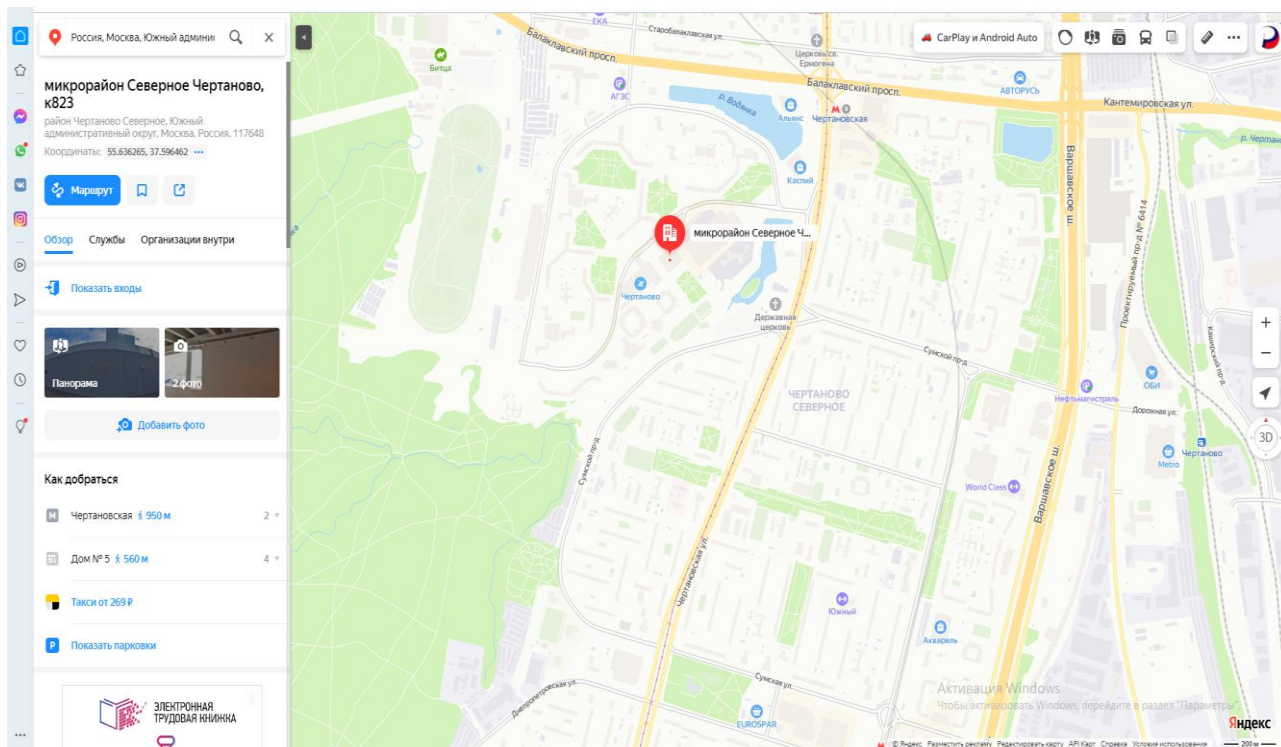 Россия, Москва, Южный админи
микрорайон Северное Чертаново,
к823
район Чертаново Северное, Южный
административный округ, Москва, Россия, 117648
Координаты: 55.636265, 37.596462 •••
Маршрут
Обзор Службы Организации внутри
Показать входы
Панорама
2 фото
Добавить фото
Как добраться
М Чертановская 950 м 2
Дом № 5 560 м 4
Такси от 269 ₽
P Показать парковки
ЭЛЕКТРОННАЯ
ТРУДОВАЯ КНИЖКА
CarPlay и Android Auto
ЕКА
Старобалаклавская ул.
Балаклавский просп.
Церковь св.
Ермогена
Битца
АГЗС
р. Водянка
Альянс
Чертановская
Балаклавский просп.
АВТОРУСЬ
Кантемировская ул.
р. Чертано
Каспий
Варшавское ш.
Проектируемый пр-д № 6414
микрорайон Северное Ч...
Чертаново
Державная
церковь
Сумской пр-д
Каширский пр-д
ЧЕРТАНОВО
СЕВЕРНОЕ
Нефтьмагистраль
ОБИ
Дорожная ул.
3D
Чертаново
Metro
Сумской пр-д
World Class
Варшавское ш.
Чертановская ул.
Южный
Акварель
Днепропетровская ул.
Сумская ул.
EUROSPAR
Активация Windows
Чтобы активировать Windows, перейдите в раздел "Параметры".
Яндекс
© Яндекс Разместить рекламу Редактировать карту API Карт Справка Условия использования 200 м